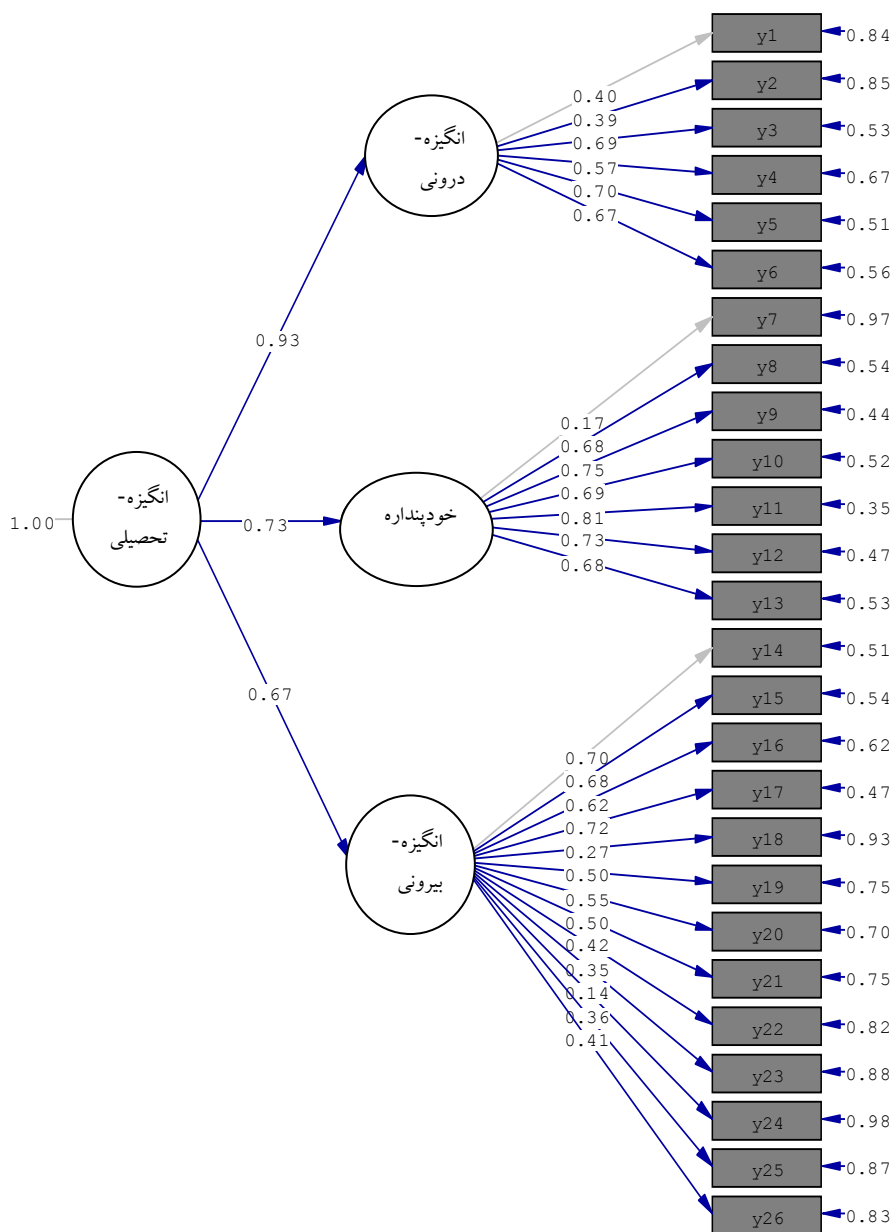 y1
0.84
y2
0.85
0.40
0.39
y3
0.53
0.69
0.57
y4
0.67
0.70
0.67
y5
0.51
y6
0.56
انگیزه-
درونی
y7
0.97
0.93
y8
0.54
y9
0.44
0.17
0.68
y10
0.52
0.75
0.69
y11
0.35
0.81
0.73
y12
0.47
0.68
y13
0.53
خودپنداره
0.73
انگیزه-
تحصیلی
1.00
y14
0.51
0.67
y15
0.54
y16
0.62
0.70
0.68
y17
0.47
0.62
0.72
y18
0.93
0.27
0.50
y19
0.75
0.55
0.50
y20
0.70
0.42
0.35
y21
0.75
0.14
0.36
y22
0.82
0.41
انگیزه-
بیرونی
y23
0.88
y24
0.98
y25
0.87
y26
0.83